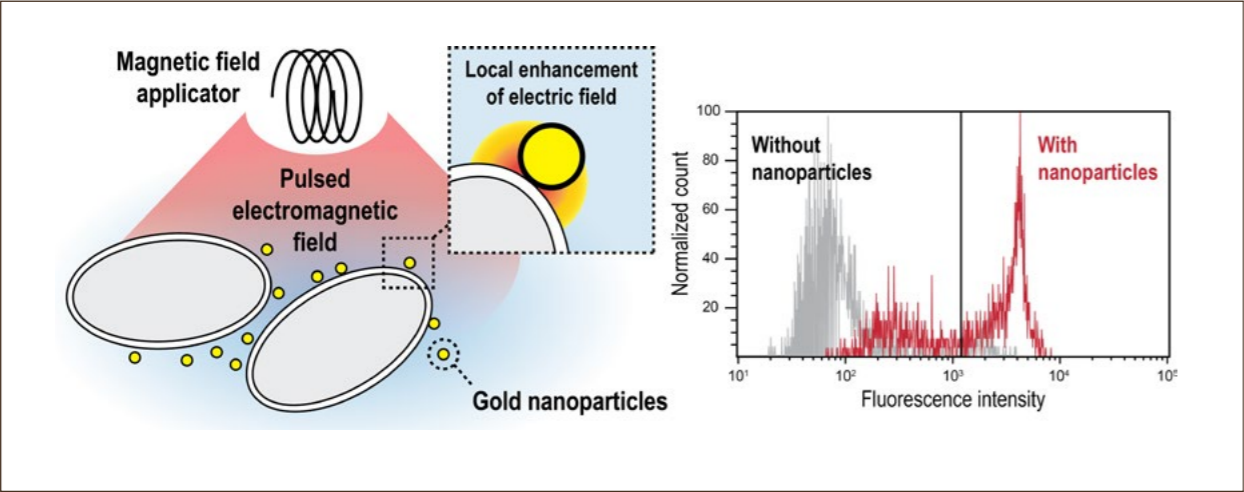 Magnetic field
applicator
Pulsed
electromagnetic
field
Local enhancement
of electric field
Gold nanoparticles
Without
nanoparticles
With
nanoparticles
Normalized count
100
80
60
40
20
10¹
10²
10³
10⁴
10⁵
Fluorescence intensity